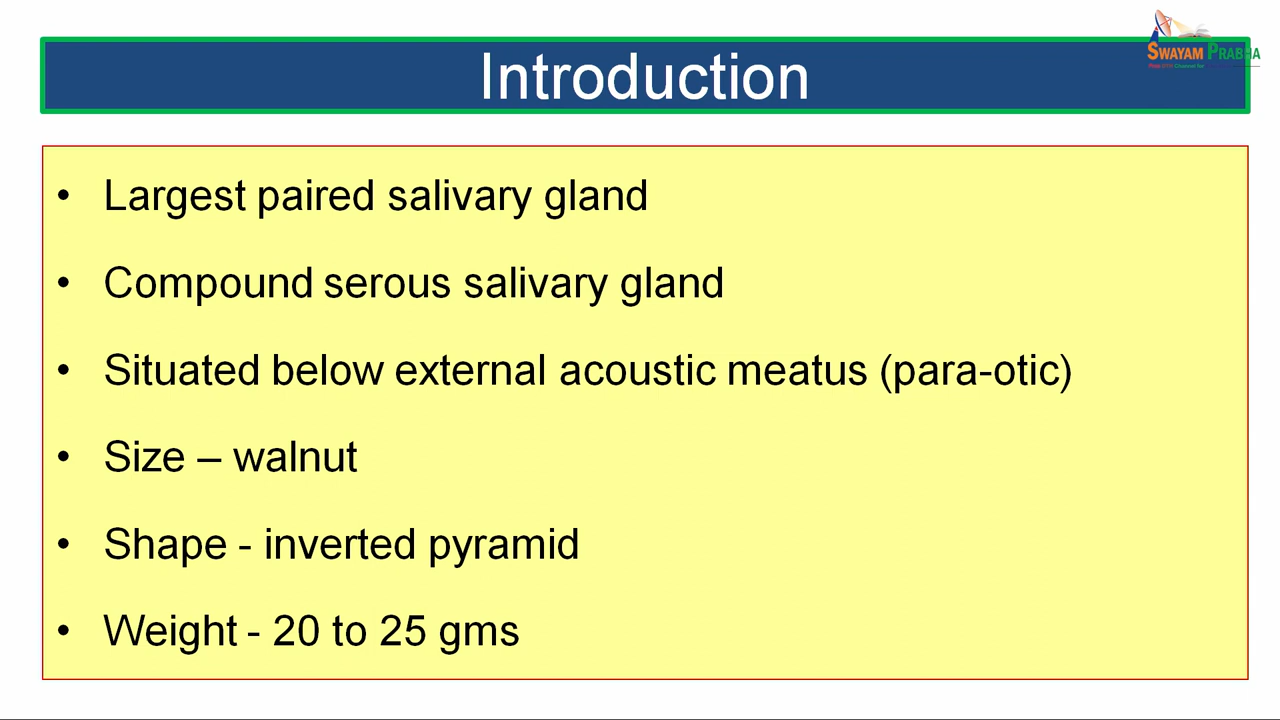 SWAYAM PRABHA
Introduction
• Largest paired salivary gland
• Compound serous salivary gland
• Situated below external acoustic meatus (para-otic)
• Size – walnut
• Shape - inverted pyramid
• Weight - 20 to 25 gms